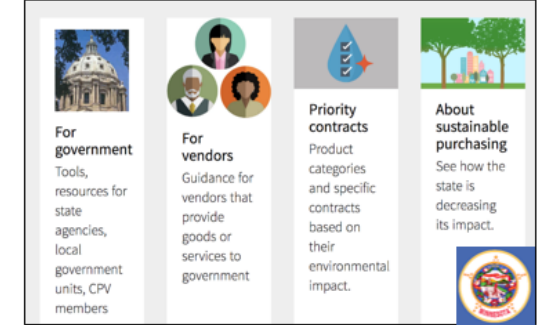 For
government
Tools,
resources for
state
agencies,
local
government
units, CPV
members
For
vendors
Guidance for
vendors that
provide
goods or
services to
government
Priority
contracts
Product
categories
and specific
contracts
based on
their
environmental
impact.
About
sustainable
purchasing
See how the
state is
decreasing
its impact.
MINNESOTA